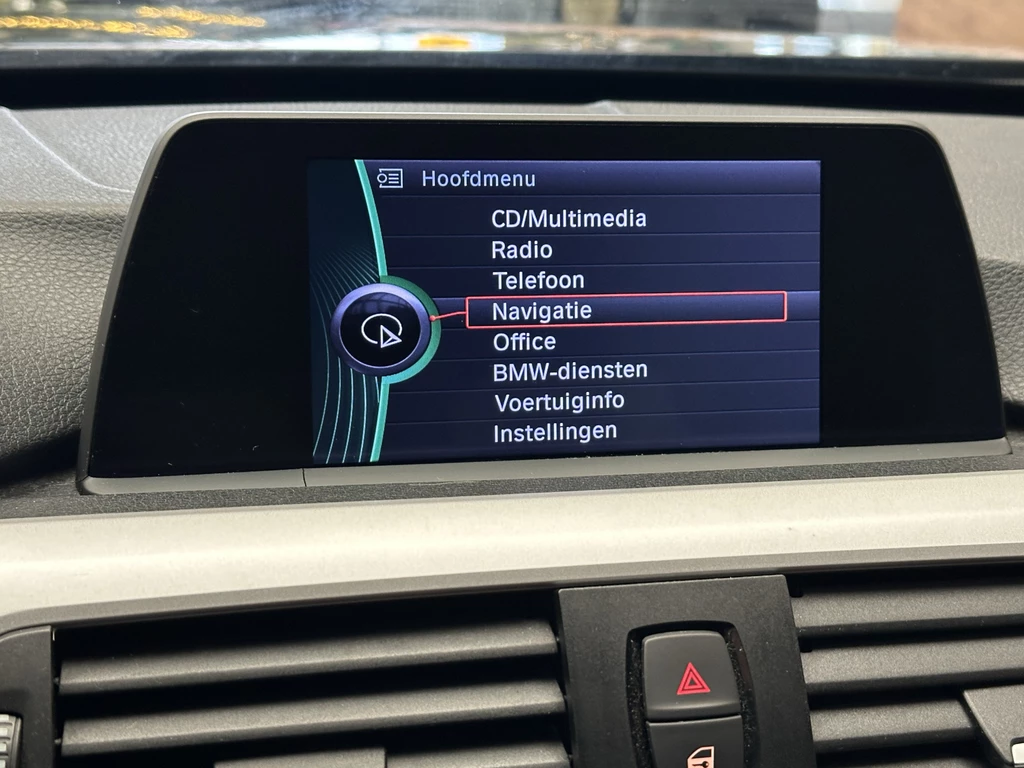 Hoofdmenu
CD/Multimedia
Radio
Telefoon
Navigatie
Office
BMW-diensten
Voertuiginfo
Instellingen